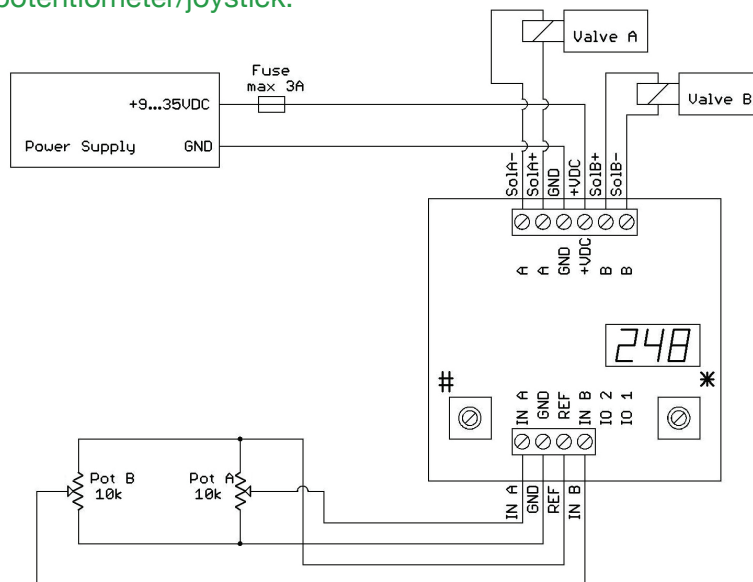 potentiometer/joystick.
Valve A
Fuse
max 3A
+9...35VDC
Valve B
Power Supply GND
SolA-
SolA+
GND
+VDC
SolB+
SolB-
A
A
GND
+VDC
B
B
248
# *
IN A
GND
REF
IN B
IO 2
IO 1
Pot B
10k
Pot A
10k
IN A
GND
REF
IN B